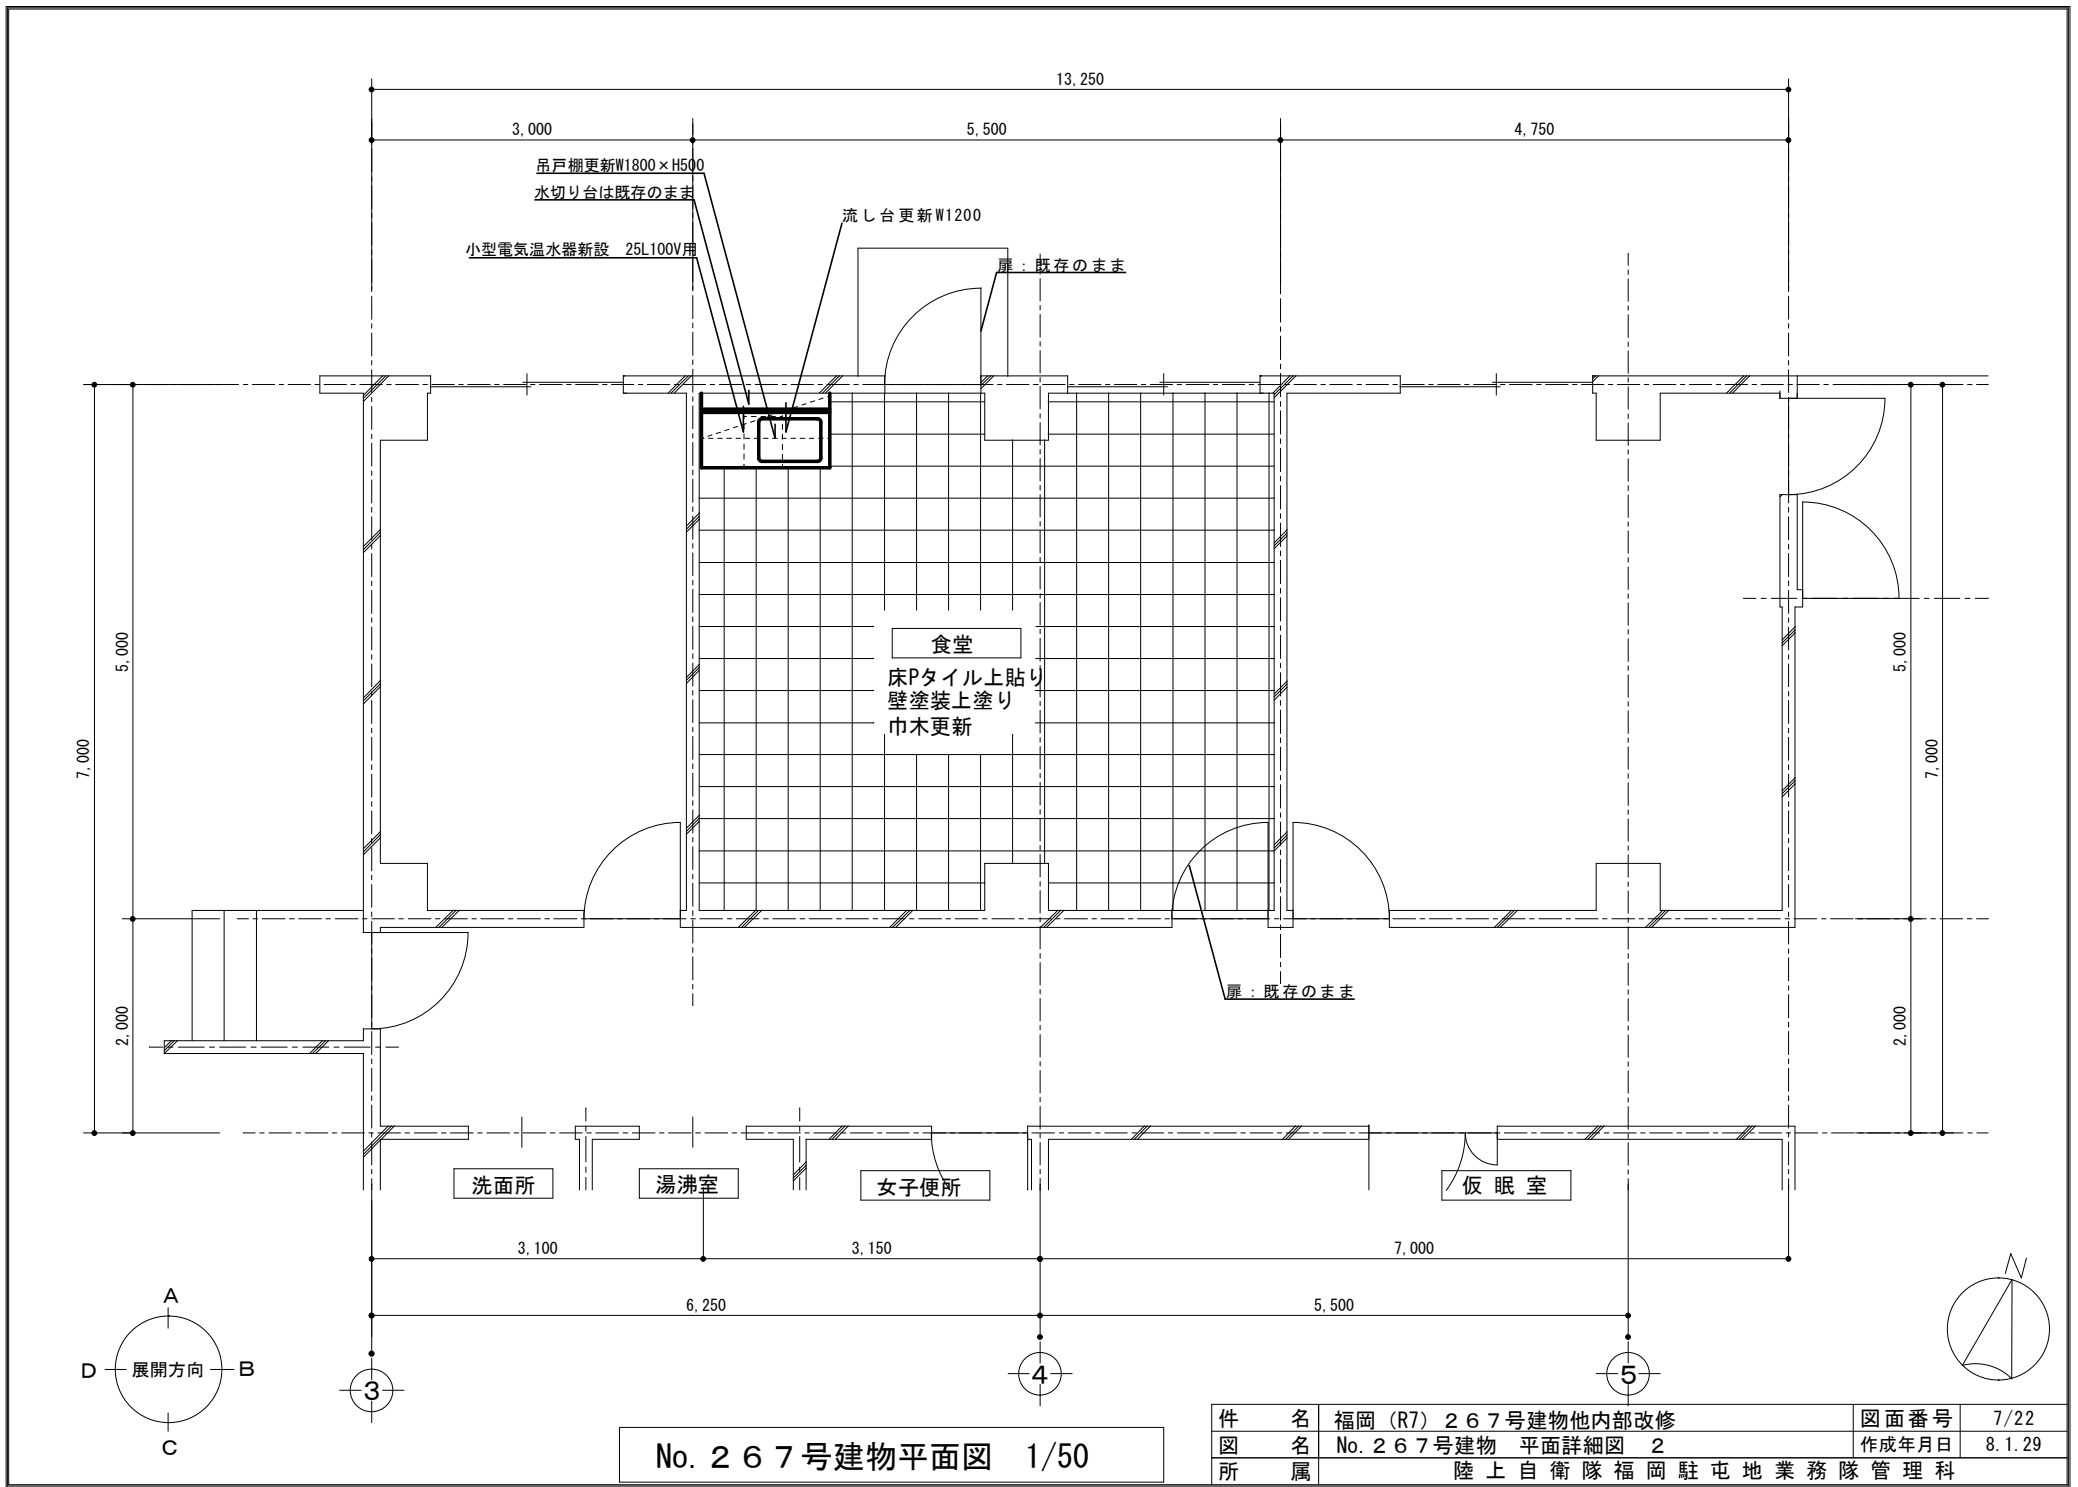 13,250
3,000
5,500
4,750
吊戸棚更新W1800×H500
水切り台は既存のまま
流し台更新W1200
小型電気温水器新設　25L100V用
扉：既存のまま
5,000
7,000
2,000
食堂
床Pタイル上貼り
壁塗装上塗り
巾木更新
5,000
7,000
2,000
扉：既存のまま
洗面所
湯沸室
女子便所
仮眠室
3,100
3,150
7,000
6,250
5,500
A
D
展開方向
B
C
3
4
5
N
No.２６７号建物平面図　1/50
件　名　福岡（R7）２６７号建物他内部改修　図面番号　7/22
図　名　No.２６７号建物　平面詳細図　２　作成年月日　8.1.29
所　属　陸上自衛隊福岡駐屯地業務隊管理科